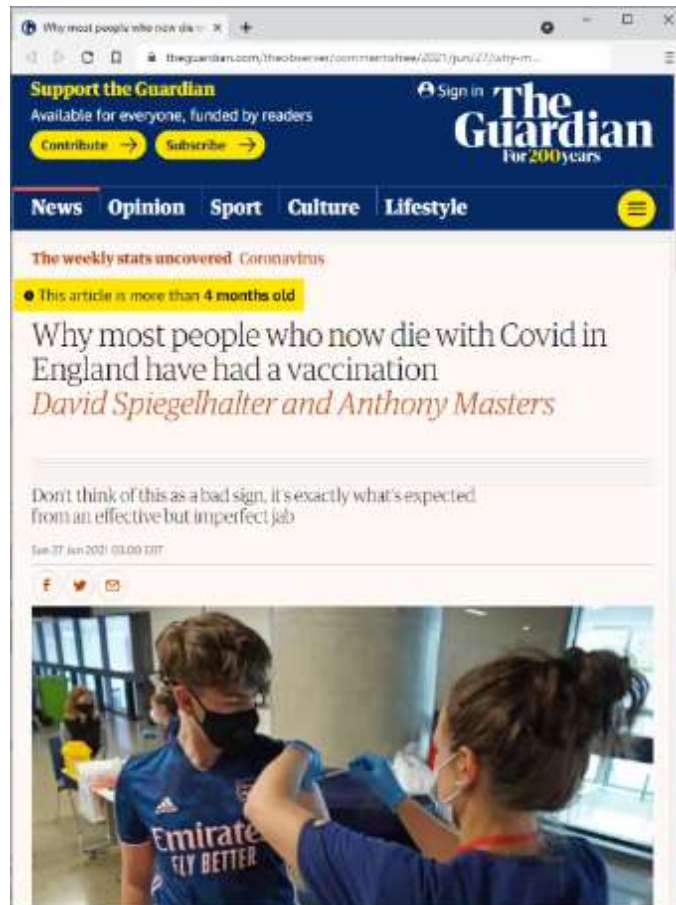 Why most people who now die w
theguardian.com/theobserver/commentisfree/2021/jun/27/why-m...
Support the Guardian
Available for everyone, funded by readers
Contribute
Subscribe
Sign in
The
Guardian
For 200 years
News Opinion Sport Culture Lifestyle
The weekly stats uncovered Coronavirus
This article is more than 4 months old
Why most people who now die with Covid in
England have had a vaccination
David Spiegelhalter and Anthony Masters
Don't think of this as a bad sign, it's exactly what's expected
from an effective but imperfect jab
Sun 27 Jun 2021 03.00 EDT
Emirate
FLY BETTER